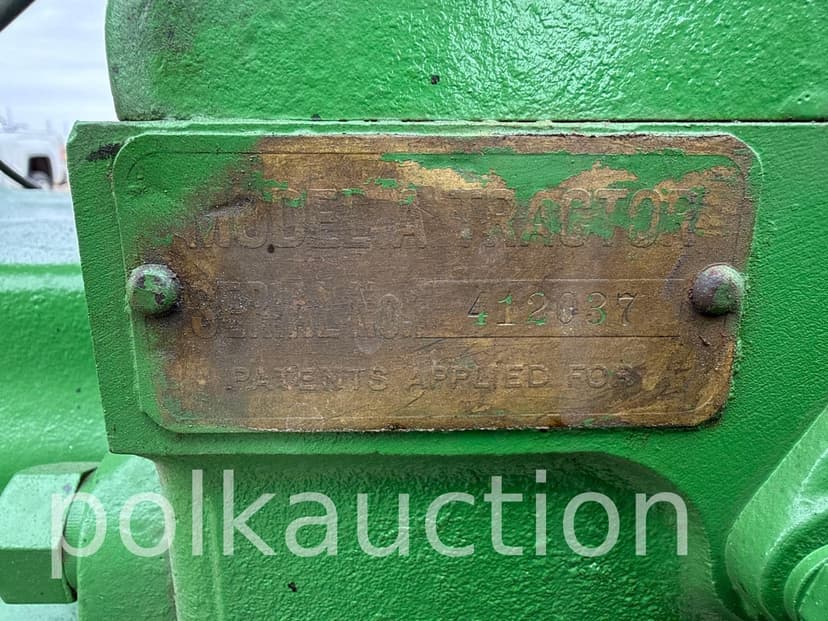 MODEL A TRACTOR
SERIAL No. 412037
PATENTS APPLIED FOR
polkauction